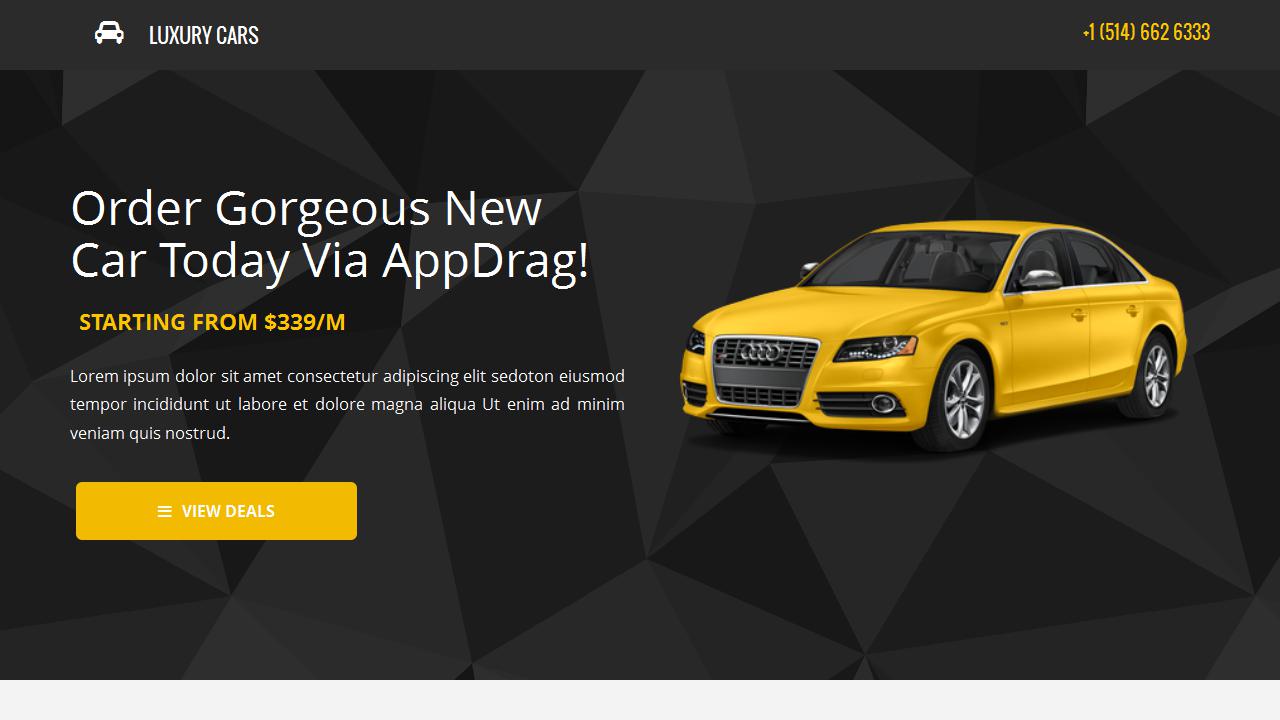 LUXURY CARS
+1 (514) 662 6333
Order Gorgeous New
Car Today Via AppDrag!
STARTING FROM $339/M
Lorem ipsum dolor sit amet consectetur adipiscing elit sedoton eiusmod
tempor incididunt ut labore et dolore magna aliqua Ut enim ad minim
veniam quis nostrud.
VIEW DEALS